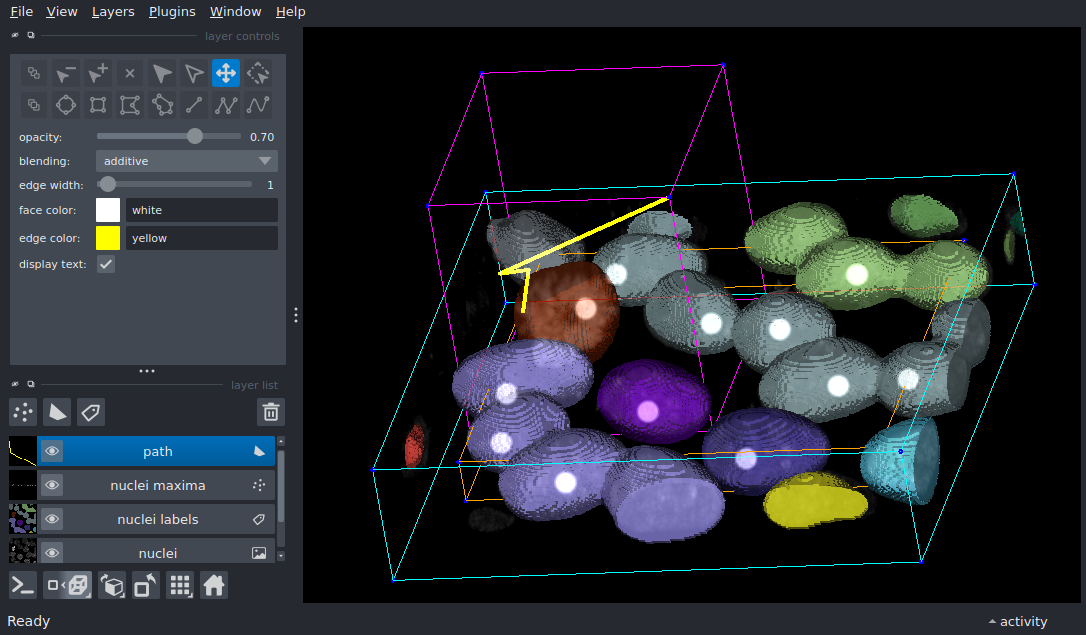 File View Layers Plugins Window Help
layer controls
opacity: 0.70
blending: additive
edge width: 1
face color: white
edge color: yellow
display text:
layer list
path
nuclei maxima
nuclei labels
nuclei
Ready activity